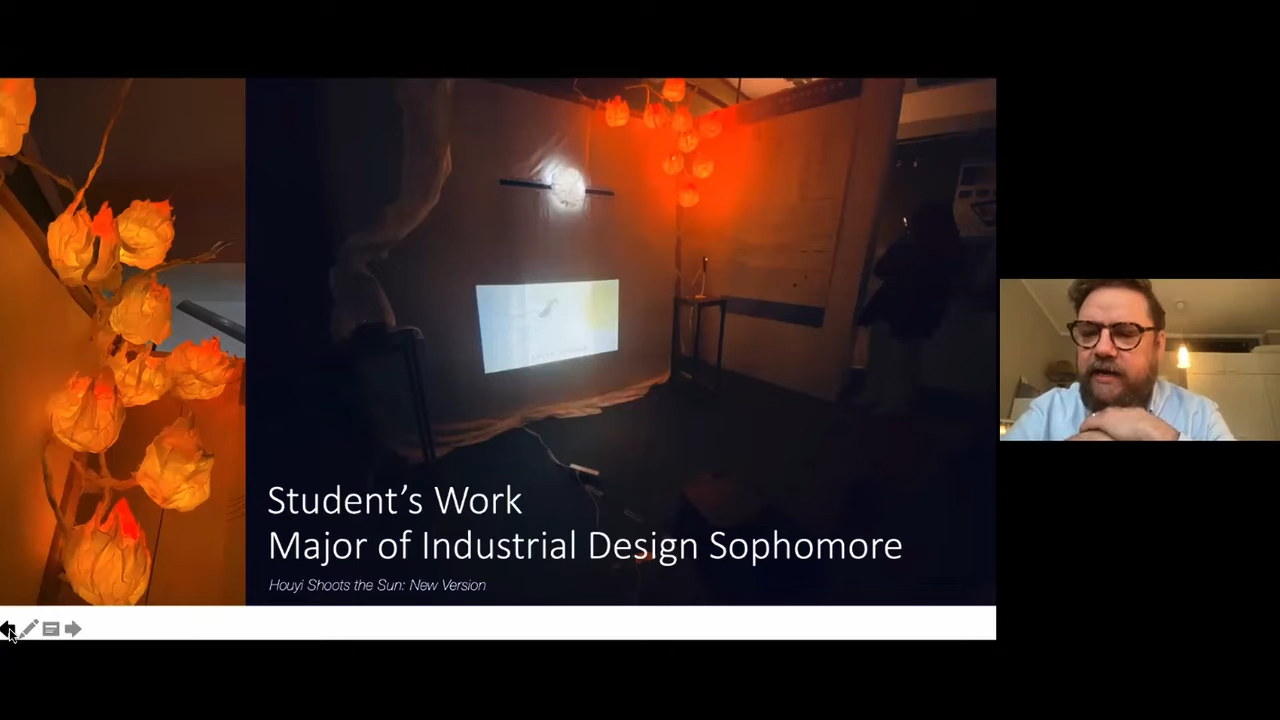 Student’s Work
Major of Industrial Design Sophomore
Houyi Shoots the Sun: New Version